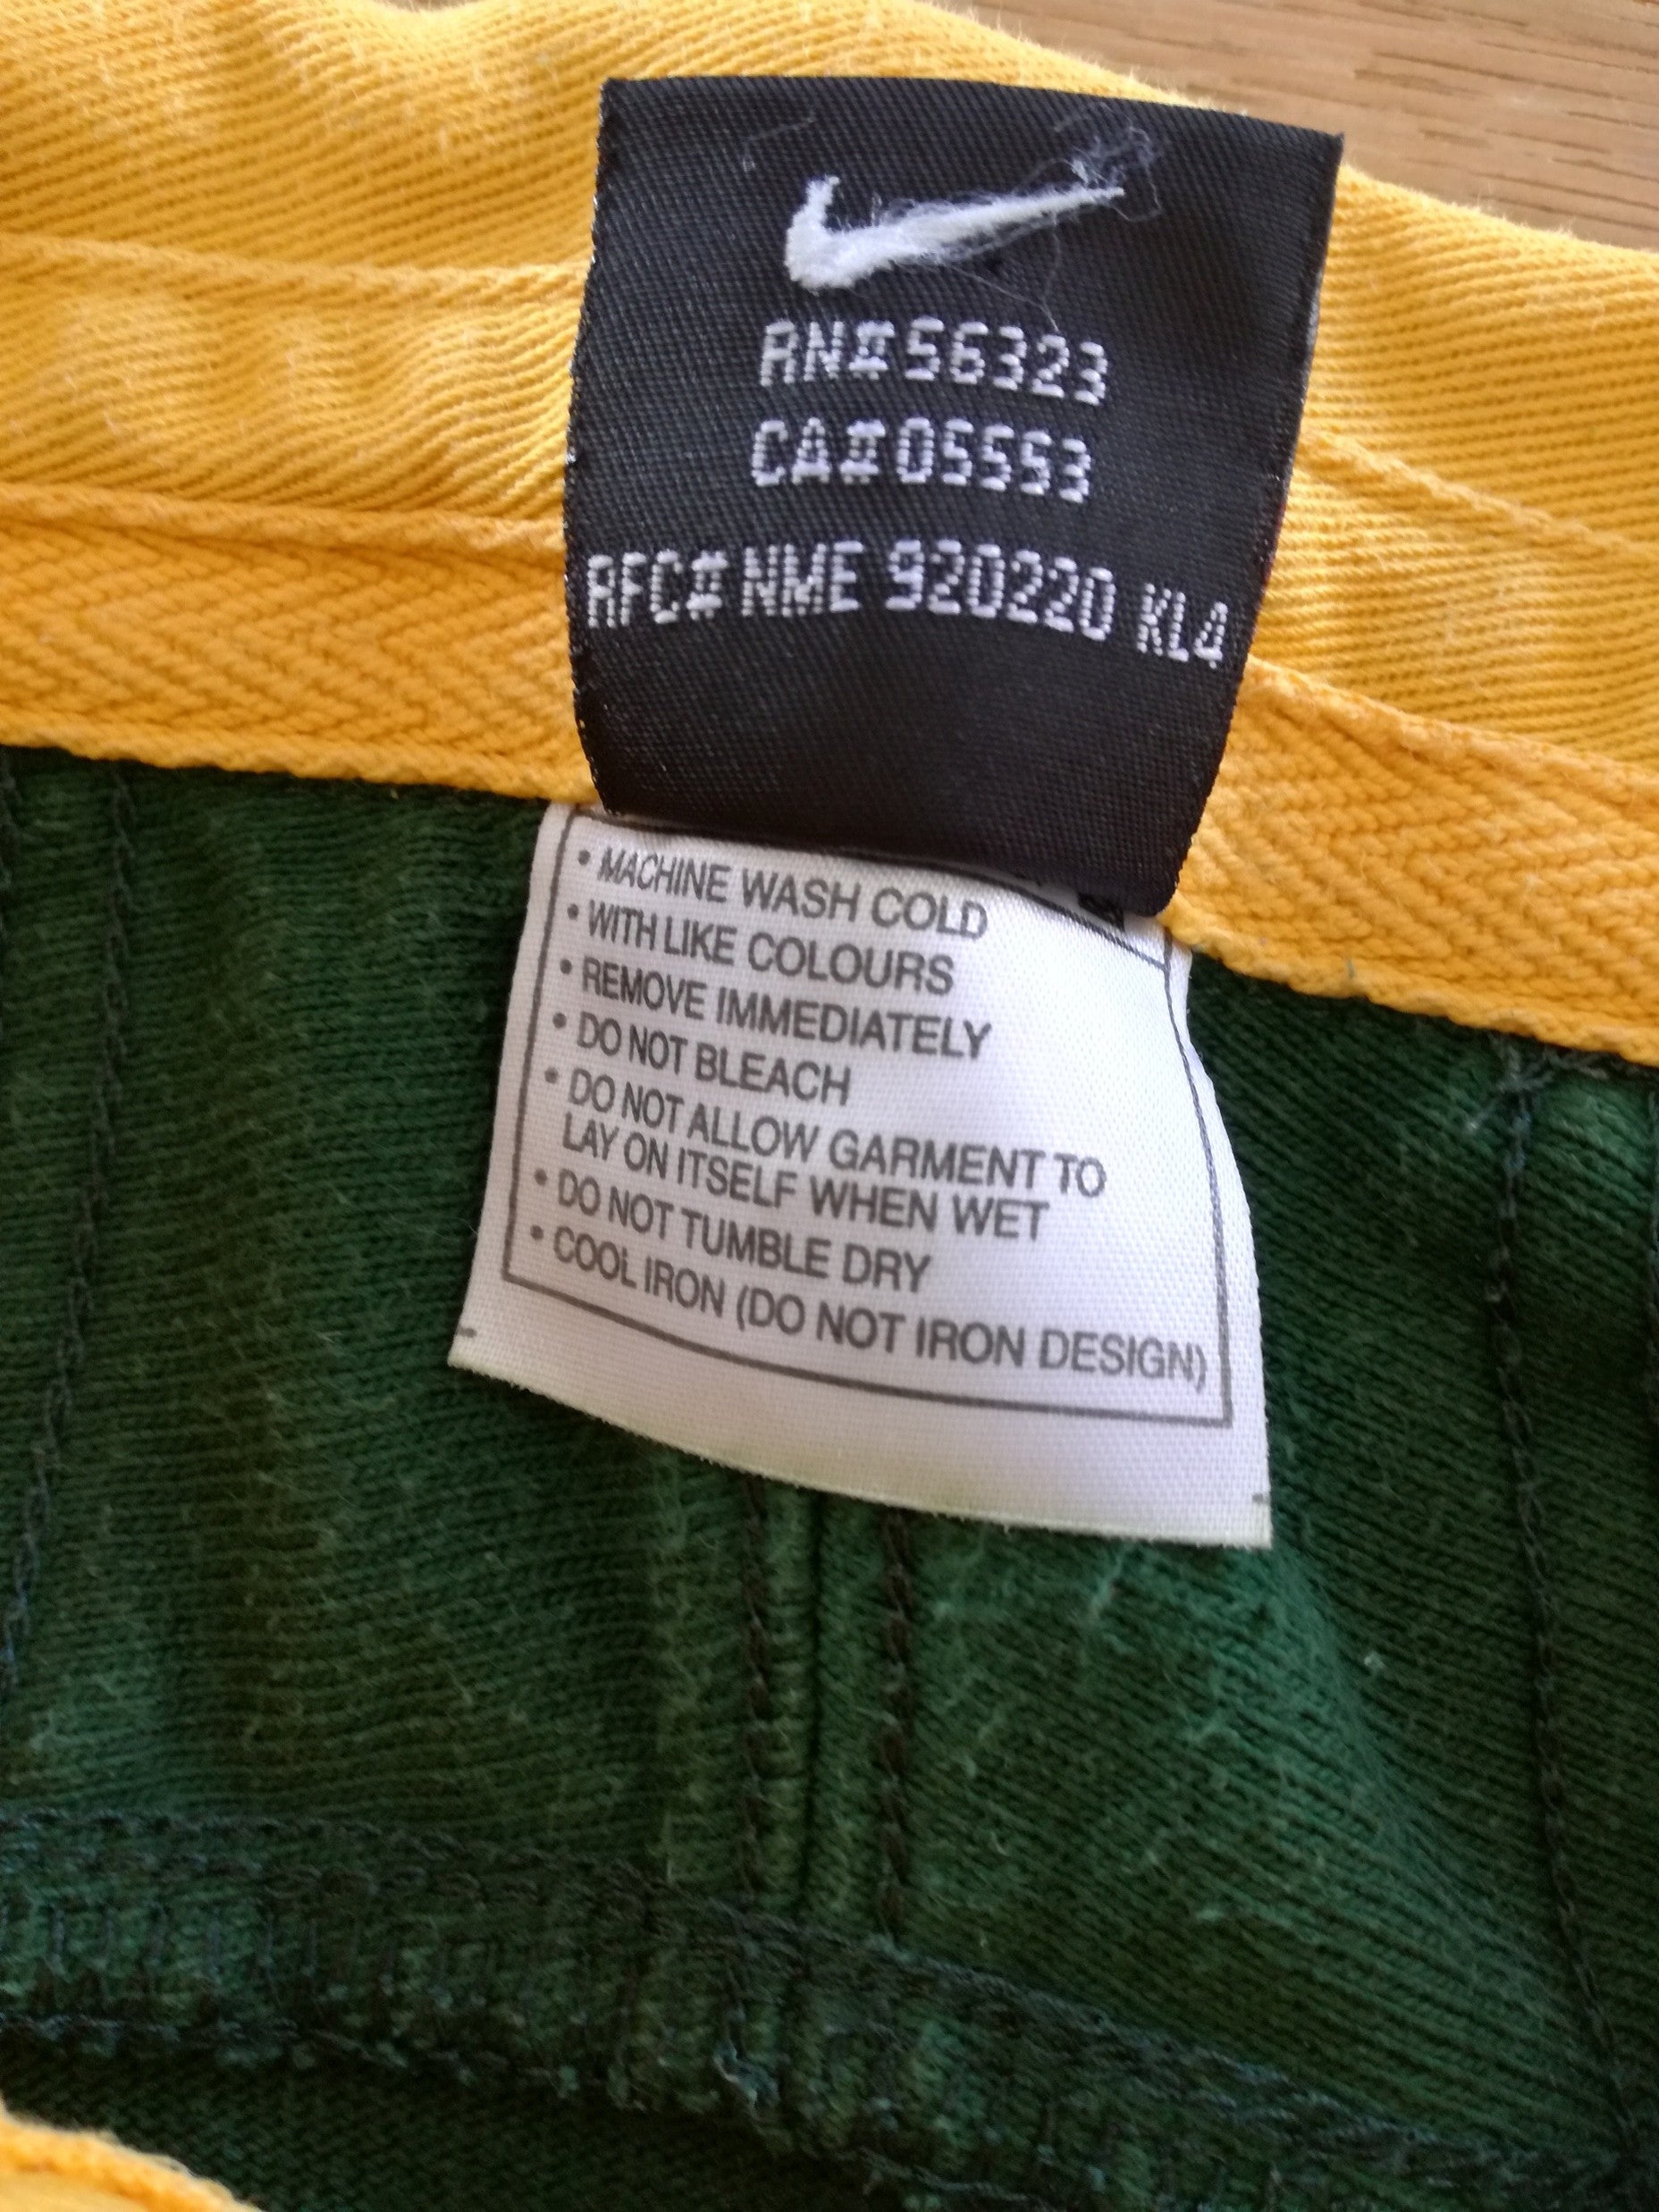 RN#56323
CA#05553
RFC# NME 920220 KL4
• MACHINE WASH COLD
• WITH LIKE COLOURS
• REMOVE IMMEDIATELY
• DO NOT BLEACH
• DO NOT ALLOW GARMENT TO
LAY ON ITSELF WHEN WET
• DO NOT TUMBLE DRY
• COOL IRON (DO NOT IRON DESIGN)